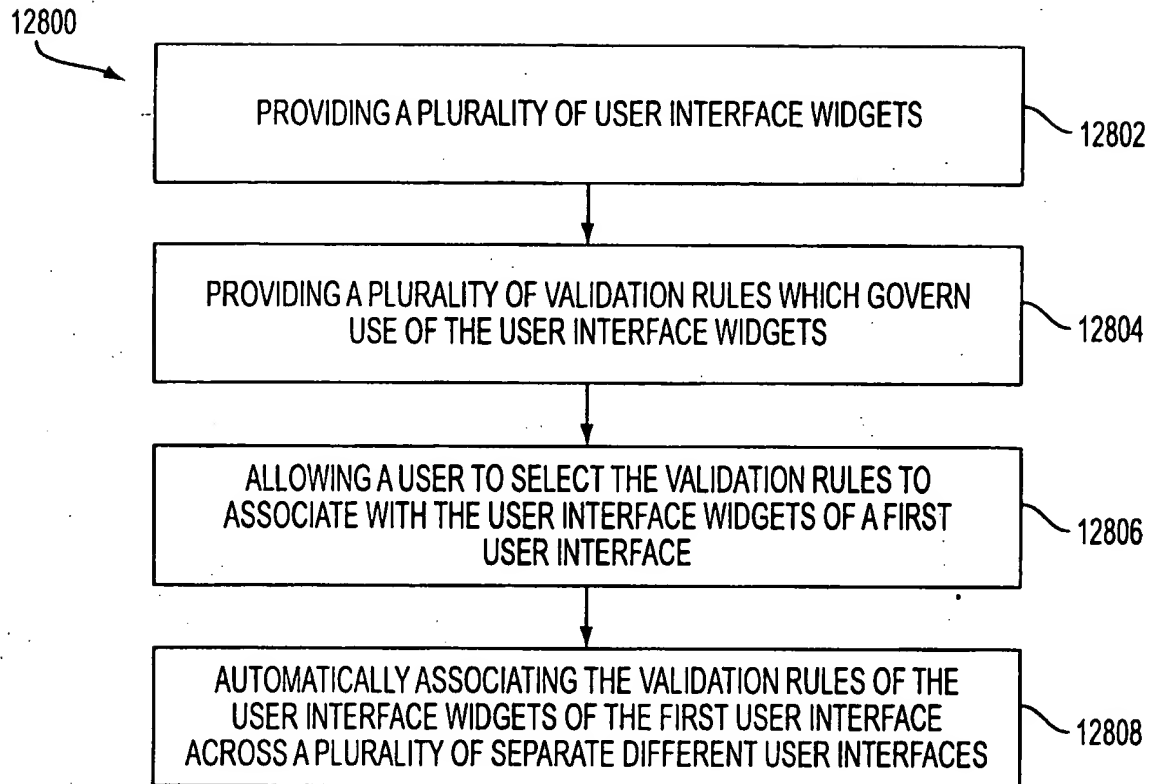 12800
PROVIDING A PLURALITY OF USER INTERFACE WIDGETS
12802
PROVIDING A PLURALITY OF VALIDATION RULES WHICH GOVERN
USE OF THE USER INTERFACE WIDGETS
12804
ALLOWING A USER TO SELECT THE VALIDATION RULES TO
ASSOCIATE WITH THE USER INTERFACE WIDGETS OF A FIRST
USER INTERFACE
12806
AUTOMATICALLY ASSOCIATING THE VALIDATION RULES OF THE
USER INTERFACE WIDGETS OF THE FIRST USER INTERFACE
ACROSS A PLURALITY OF SEPARATE DIFFERENT USER INTERFACES
12808